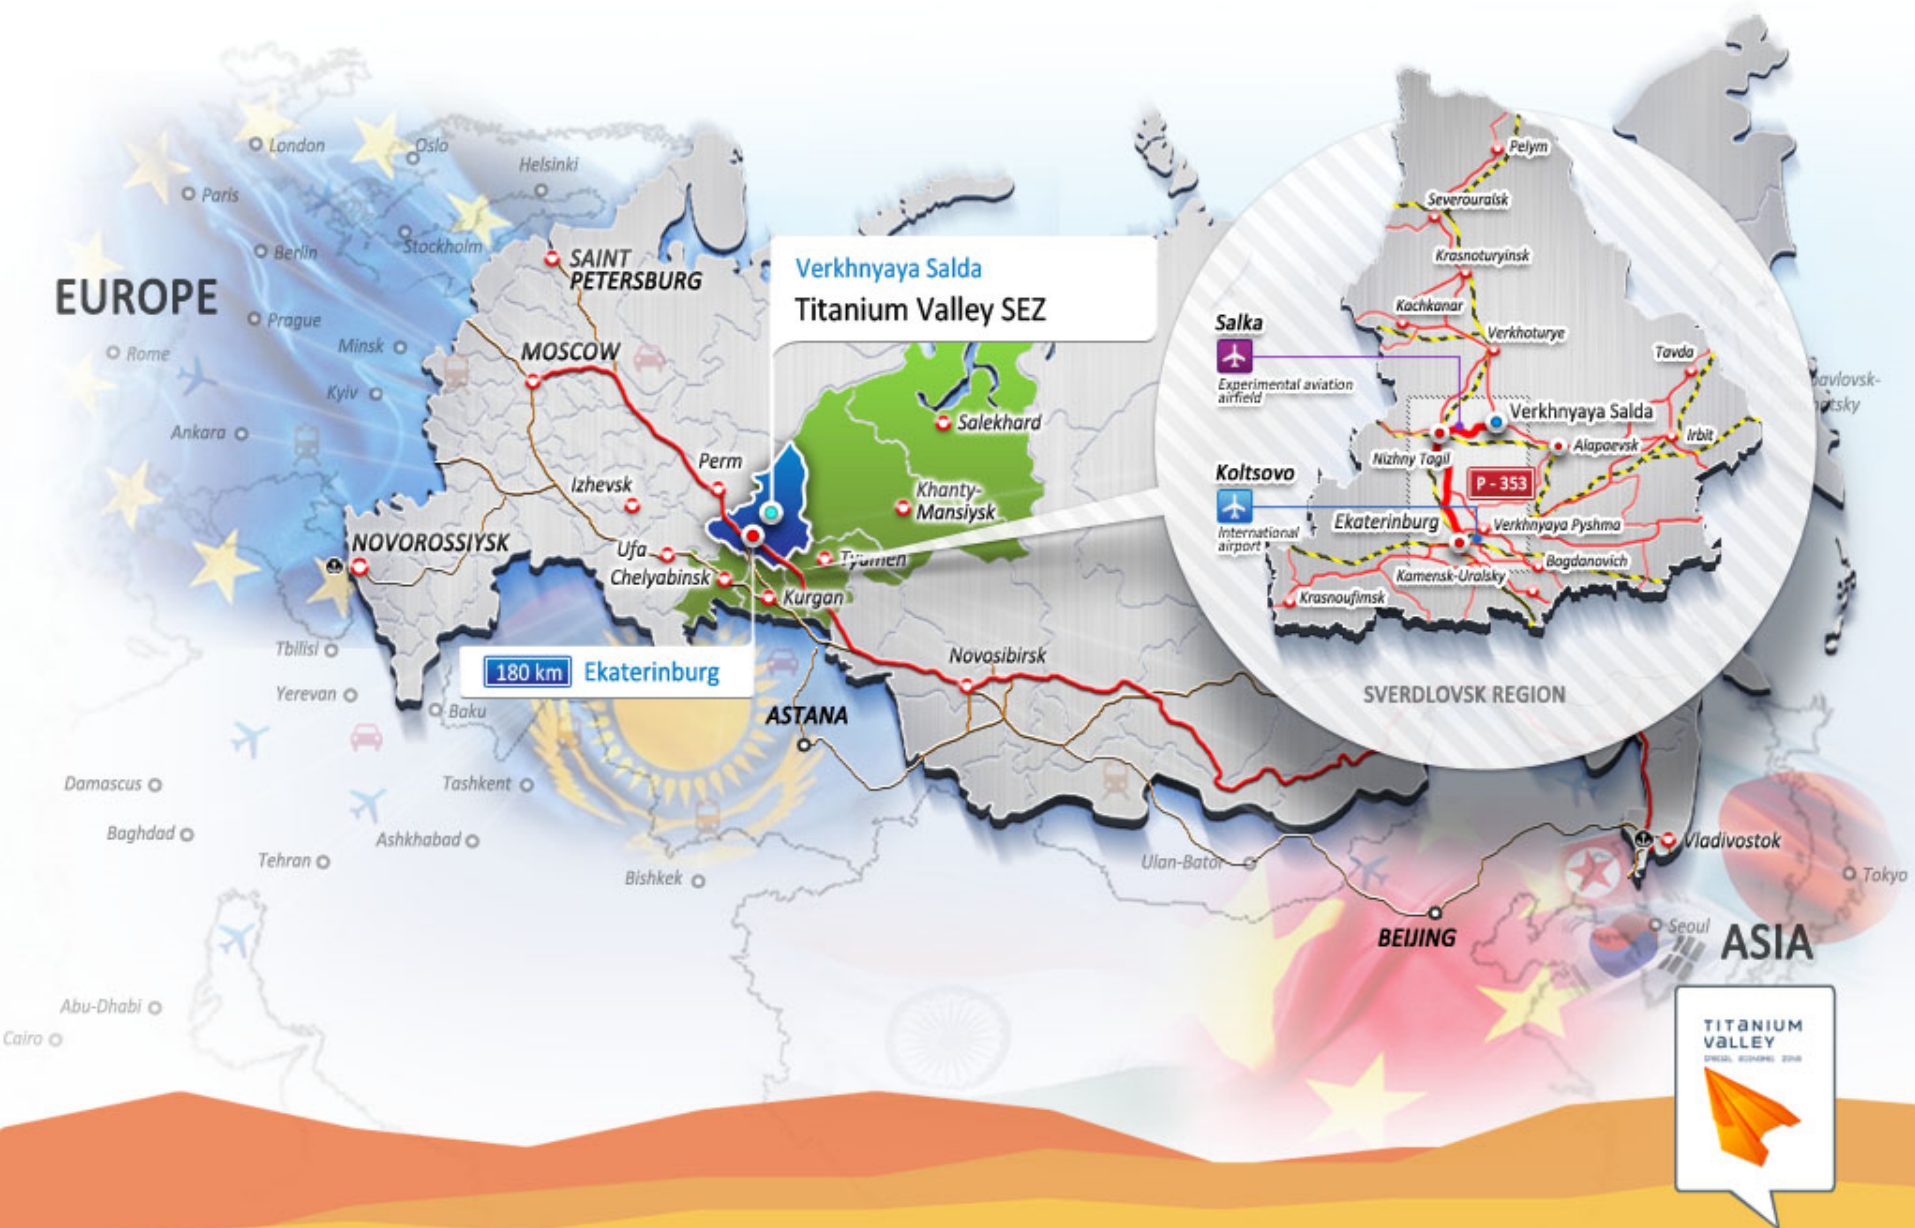 London
Oslo
Helsinki
Paris
Stockholm
Berlin
EUROPE
Prague
Minsk
Rome
Kyiv
Ankara
SAINT
PETERSBURG
MOSCOW
Verkhnyaya Salda
Titanium Valley SEZ
Perm
Izhevsk
Salekhard
Khanty-
Mansiysk
NOVOROSSIYSK
Ufa
Chelyabinsk
Tyumen
Kurgan
Tbilisi
Yerevan
Baku
180 km Ekaterinburg
Novosibirsk
ASTANA
Damascus
Tashkent
Baghdad
Ashkhabad
Tehran
Bishkek
Abu-Dhabi
Cairo
Ulan-Bator
BEIJING
Vladivostok
Tokyo
Seoul
ASIA
Pelym
Severouralsk
Krasnoturyinsk
Kachkanar
Verkhoturye
Tavda
Salka
Experimental aviation
airfield
Verkhnyaya Salda
Alapaevsk
Irbit
Nizhny Tagil
P - 353
Koltsovo
International
airport
Ekaterinburg
Verkhnyaya Pyshma
Bogdanovich
Kamensk-Uralsky
Krasnoufimsk
SVERDLOVSK REGION
TITANIUM
VALLEY
SPECIAL ECONOMIC ZONE